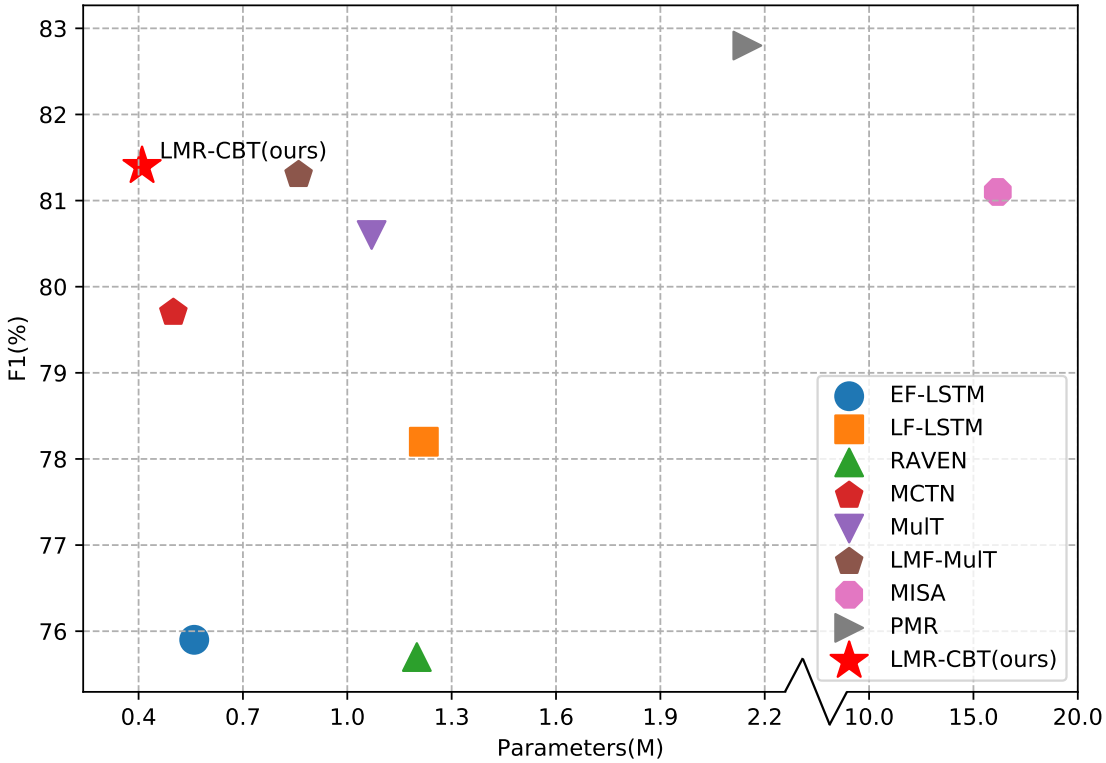 83
82
81
80
79
78
77
76
F1(%)
LMR-CBT(ours)
EF-LSTM
LF-LSTM
RAVEN
MCTN
MulT
LMF-MulT
MISA
PMR
LMR-CBT(ours)
0.4 0.7 1.0 1.3 1.6 1.9 2.2 10.0 15.0 20.0
Parameters(M)